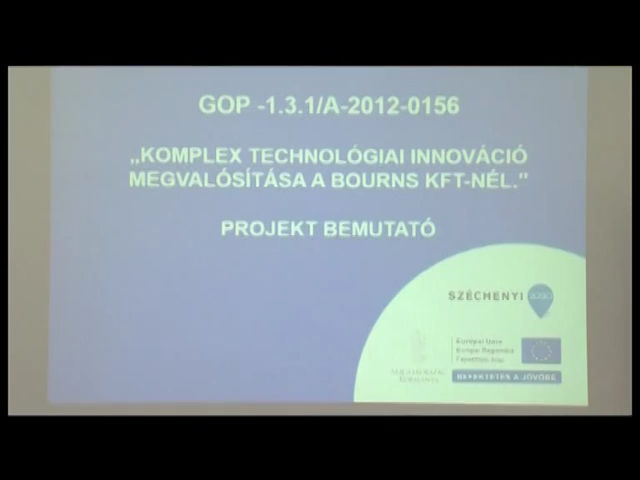 GOP -1.3.1/A-2012-0156
„KOMPLEX TECHNOLÓGIAI INNOVÁCIÓ
MEGVALÓSÍTÁSA A BOURNS KFT-NÉL."
PROJEKT BEMUTATÓ
SZÉCHENYI
Európai Unió
Európai Regionális
Fejlesztési Alap
MAGYARORSZÁG
KORMÁNYA
BEFEKTETÉS A JÖVŐBE